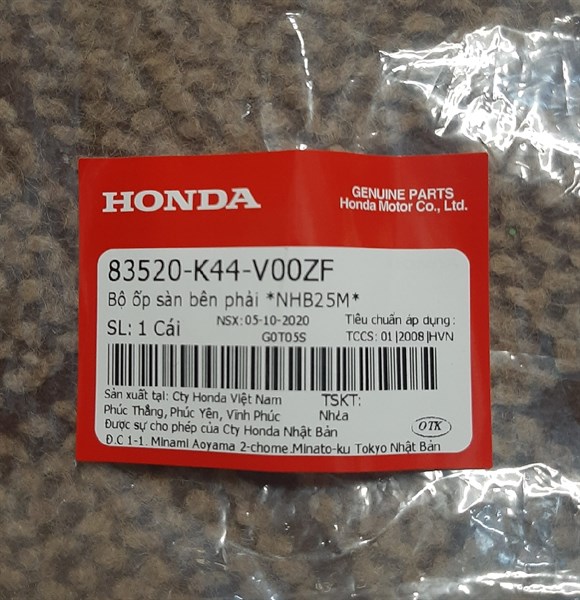 HONDA
GENUINE PARTS
Honda Motor Co., Ltd.
83520-K44-V00ZF
Bộ ốp sàn bên phải *NHB25M*
SL: 1 Cái
NSX: 05-10-2020
G0T05S
Tiêu chuẩn áp dụng:
TCCS: 01|2008|HVN
Sản xuất tại: Cty Honda Việt Nam
Phúc Thắng, Phúc Yên, Vĩnh Phúc
TSKT:
Nhựa
Được sự cho phép của Cty Honda Nhật Bản
Đ.C 1-1. Minami Aoyama 2-chome.Minato-ku Tokyo Nhật Bản
OTK